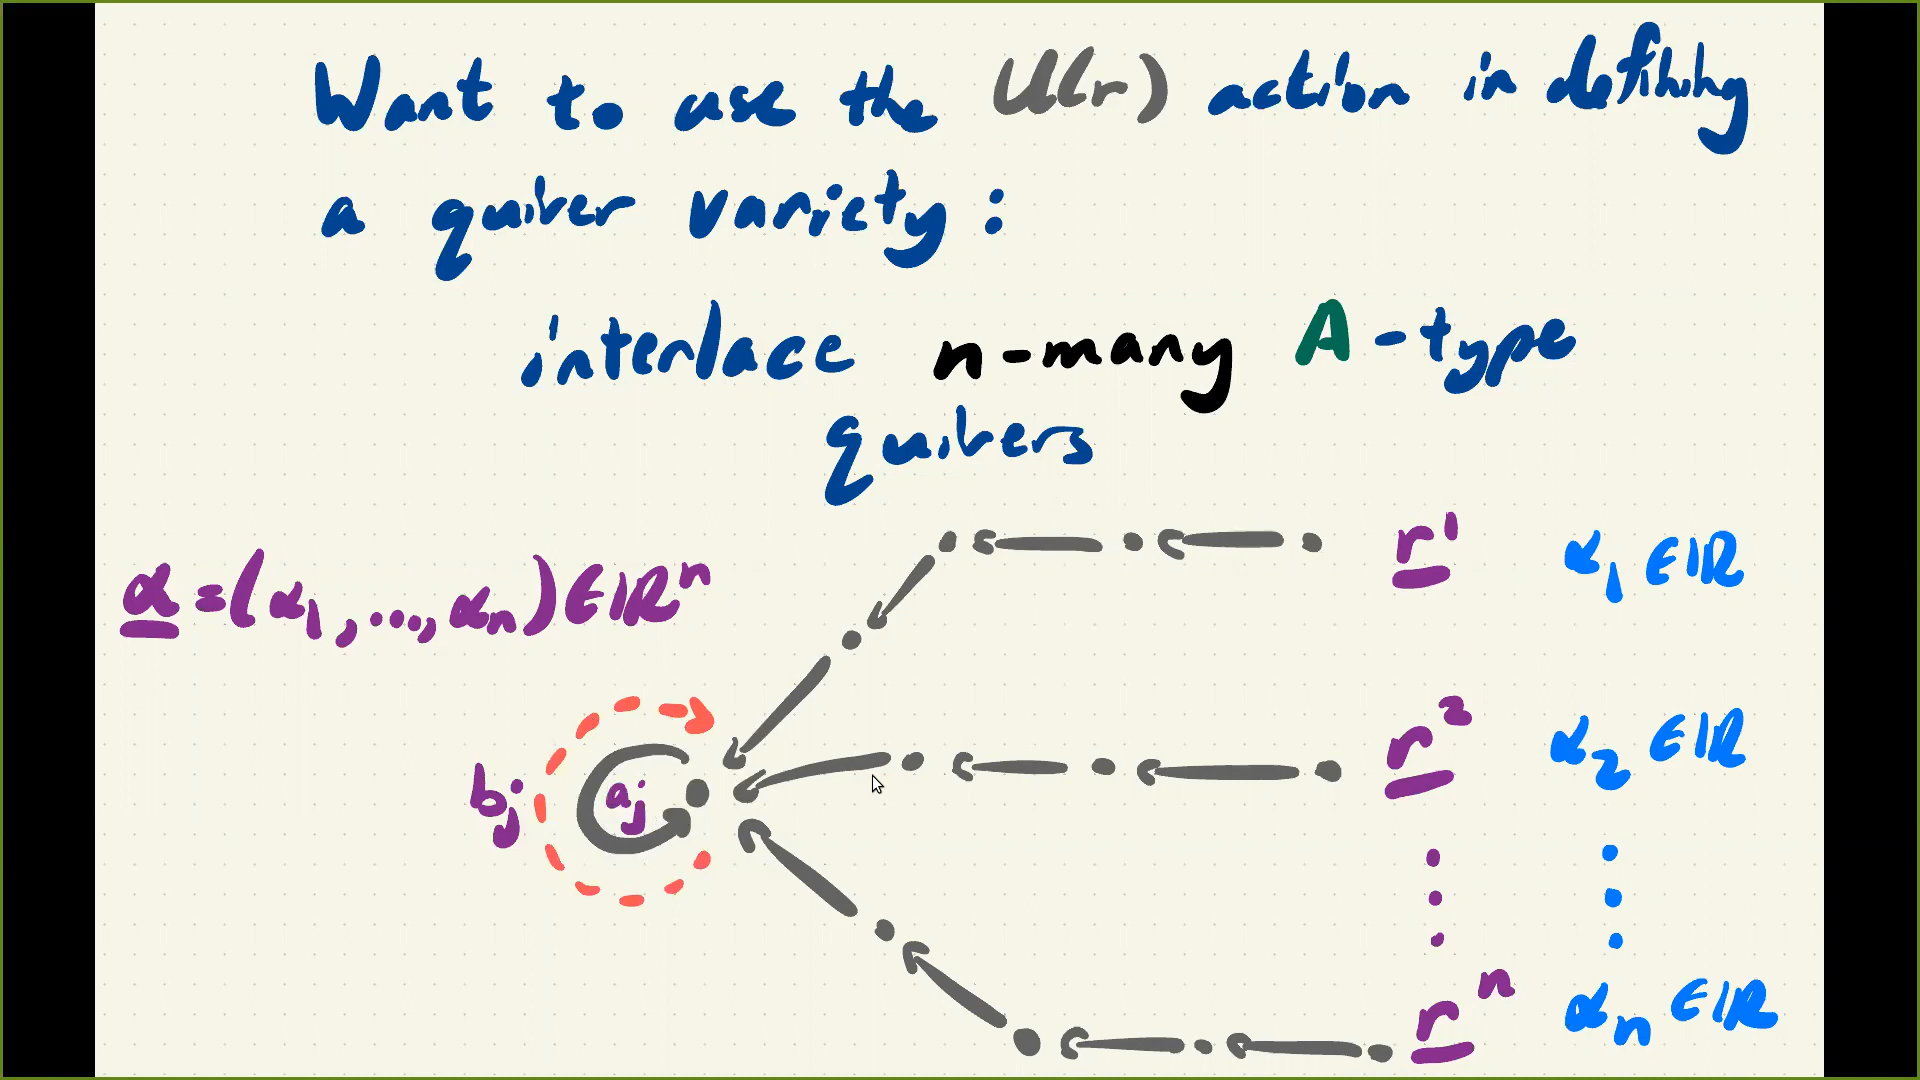 Want to use the U(r) action in defining
a quiver variety:
interlace n-many A-type
quivers
r¹ α₁ ∈ ℝ
α = (α₁, ..., αₙ) ∈ ℝⁿ
r² α₂ ∈ ℝ
bⱼ aⱼ
rⁿ αₙ ∈ ℝ